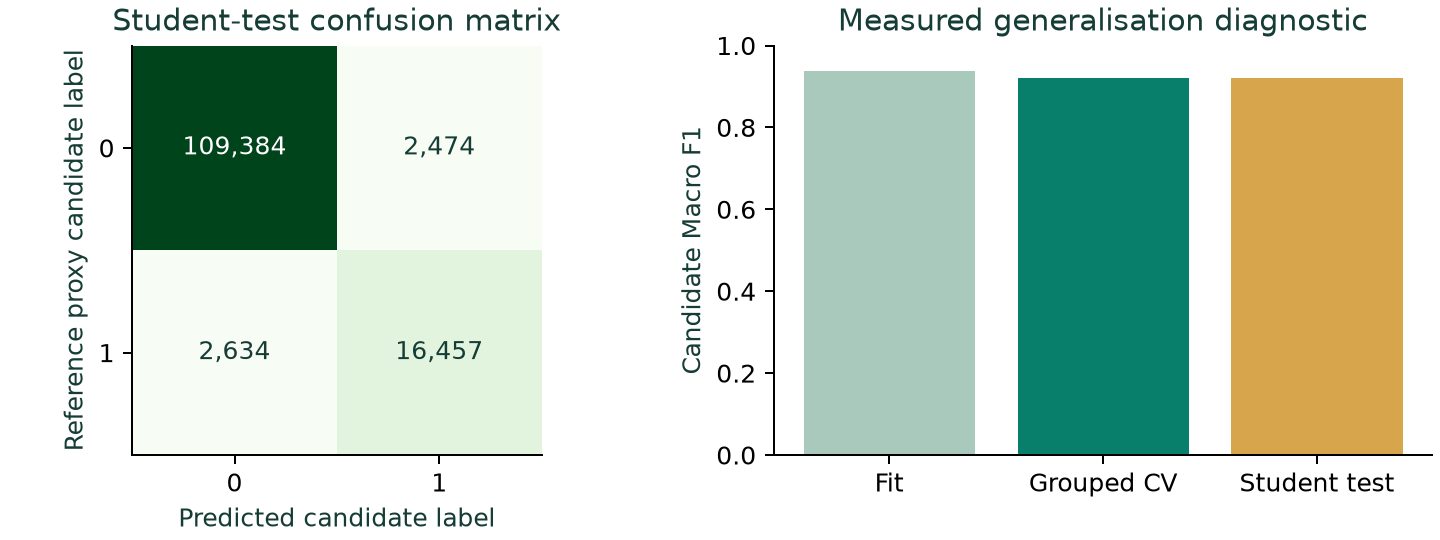 Student-test confusion matrix
Reference proxy candidate label
0
1
109,384
2,474
2,634
16,457
0
1
Predicted candidate label
Measured generalisation diagnostic
Candidate Macro F1
1.0
0.8
0.6
0.4
0.2
0.0
Fit
Grouped CV
Student test